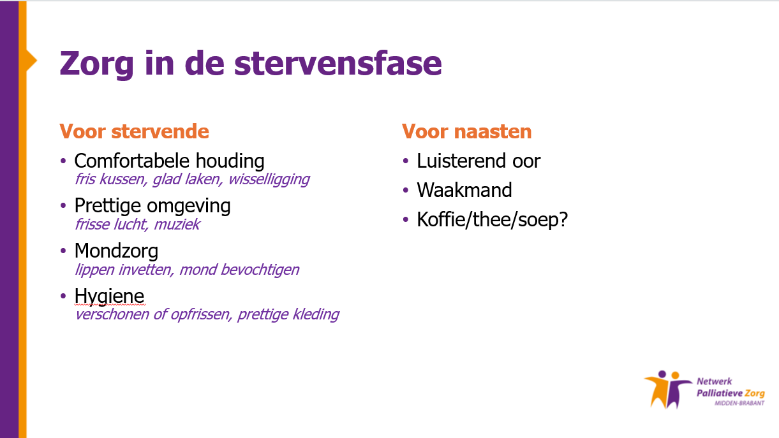 Zorg in de stervensfase
Voor stervende
• Comfortabele houding
fris kussen, glad laken, wisselligging
• Prettige omgeving
frisse lucht, muziek
• Mondzorg
lippen invetten, mond bevochtigen
• Hygiene
verschonen of opfrissen, prettige kleding
Voor naasten
• Luisterend oor
• Waakmand
• Koffie/thee/soep?
Netwerk
Palliatieve Zorg
MIDDEN-BRABANT